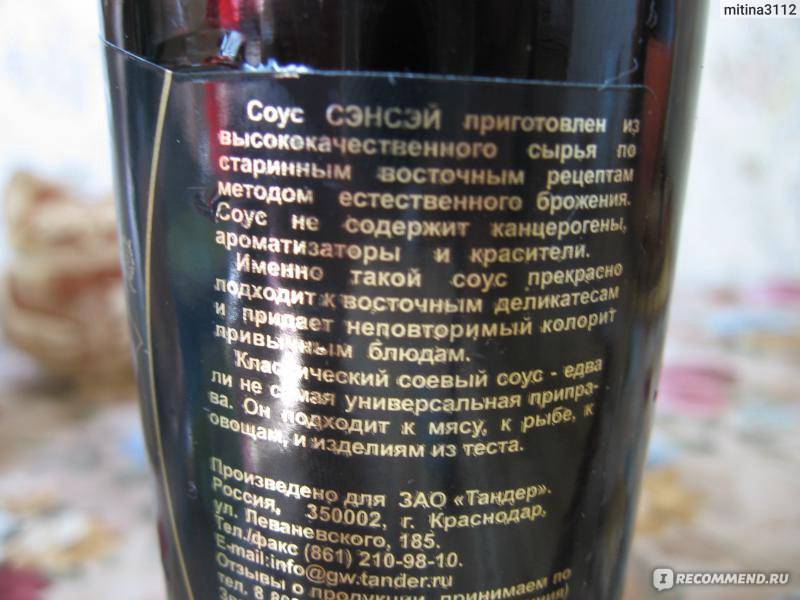 mitina3112
Соус СЭНСЭЙ приготовлен из
высококачественного сырья по
старинным восточным рецептам
методом естественного брожения.
Соус не содержит канцерогены,
ароматизаторы и красители.
Именно такой соус прекрасно
подходит к восточным деликатесам
и придает неповторимый колорит
привычным блюдам.
Классический соевый соус - едва
ли не самая универсальная припра-
ва. Он подходит к мясу, к рыбе, к
овощам, и изделиям из теста.
Произведено для ЗАО «Тандер».
Россия, 350002, г. Краснодар,
ул. Леваневского, 185.
Тел./факс (861) 210-98-10.
E-mail:info@gw.tander.ru
Отзывы о продукции принимаем по
тел. 8
IRECOMMEND.RU